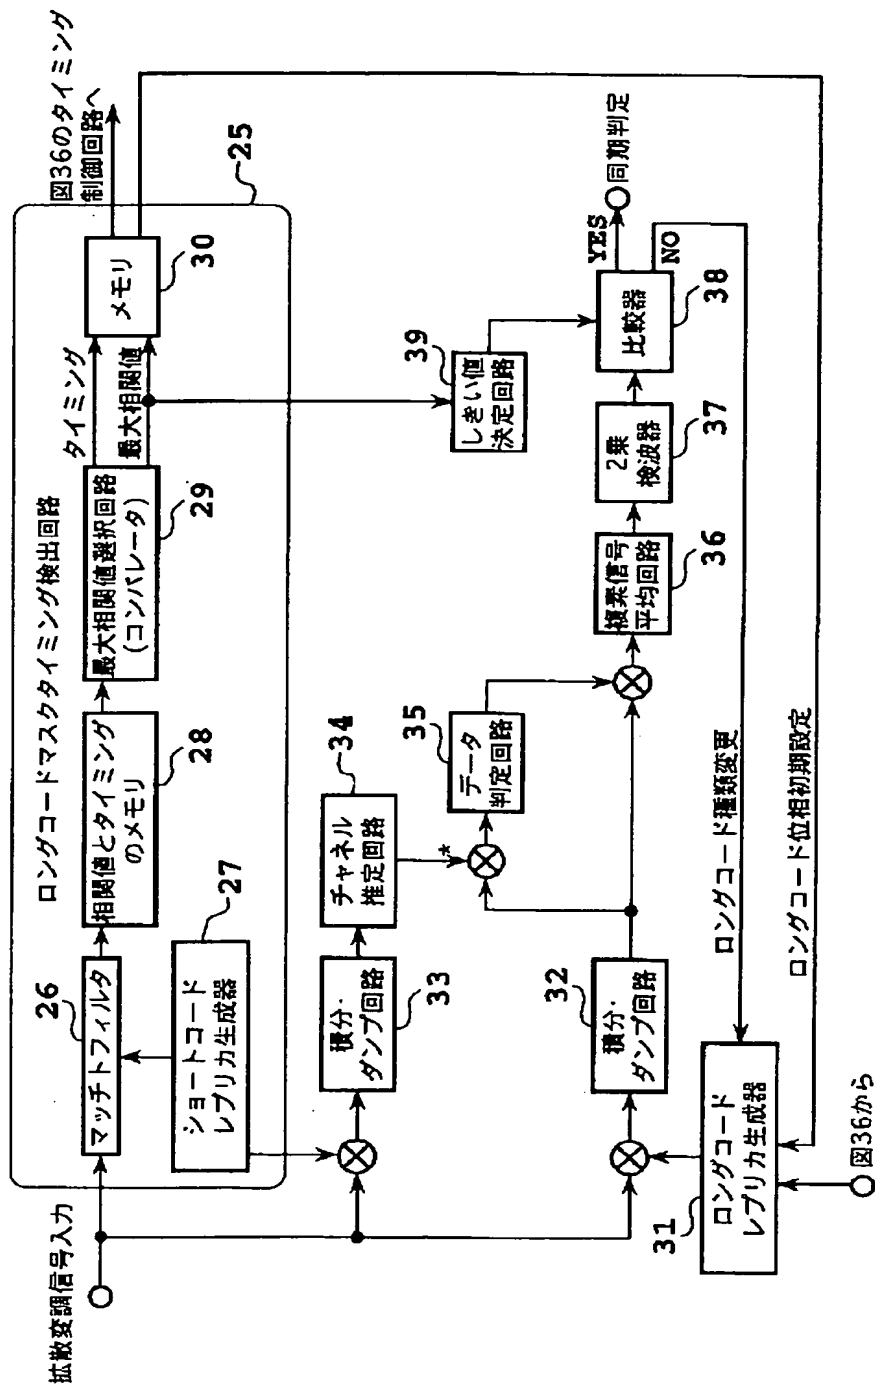 拡散変調信号入力
ロングコードマスクタイミング検出回路
25
マッチトフィルタ
26
ショートコード
レプリカ生成器
27
相関値とタイミング
のメモリ
28
最大相関値選択回路
(コンパレータ)
29
タイミング
最大相関値
メモリ
30
図36のタイミング
制御回路へ
積分・
ダンプ回路
33
チャネル
推定回路
34
*
データ
判定回路
35
しきい値
決定回路
39
積分・
ダンプ回路
32
複素信号
平均回路
36
2乗
検波器
37
比較器
38
YES
同期判定
NO
ロングコード
レプリカ生成器
31
図36から
ロングコード種類変更
ロングコード位相初期設定